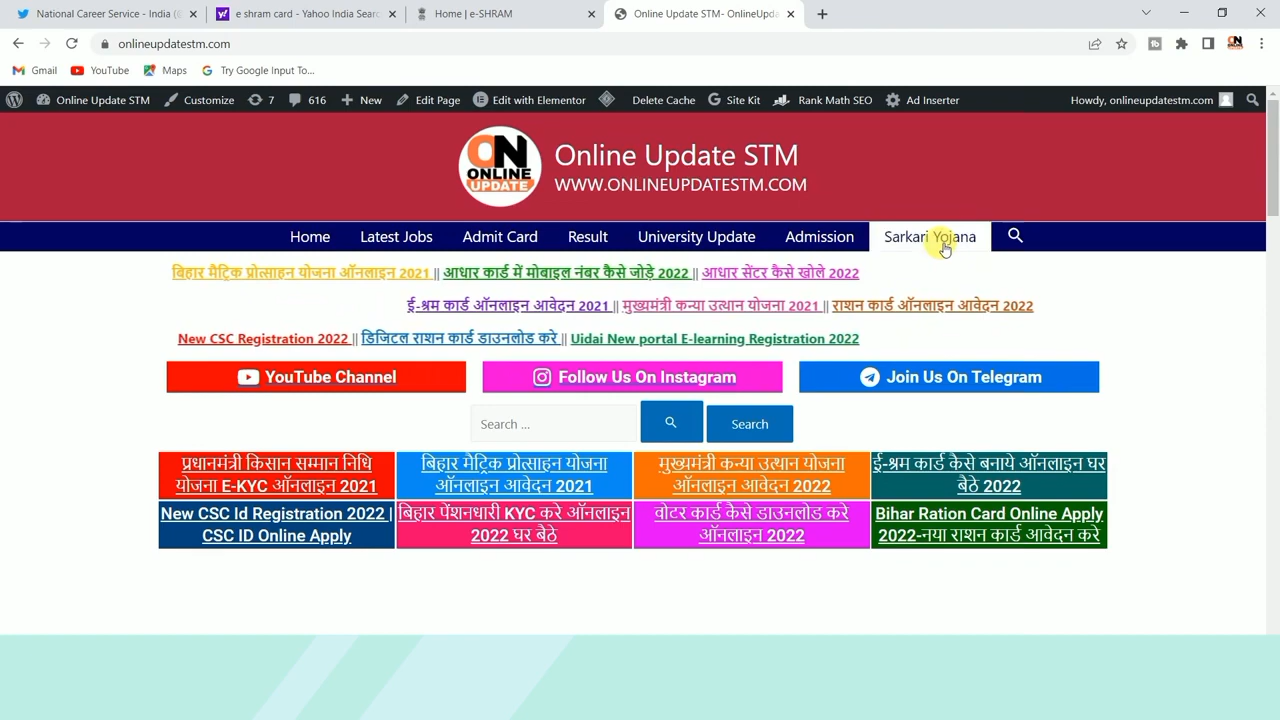 National Career Service - India (@
e shram card - Yahoo India Searc
Home | e-SHRAM
Online Update STM- OnlineUpda
onlineupdatestm.com
Gmail
YouTube
Maps
Try Google Input To...
Online Update STM
Customize
7
616
New
Edit Page
Edit with Elementor
Delete Cache
Site Kit
Rank Math SEO
Ad Inserter
Howdy, onlineupdatestm.com
ON
ONLINE
UPDATE
Online Update STM
WWW.ONLINEUPDATESTM.COM
Home
Latest Jobs
Admit Card
Result
University Update
Admission
Sarkari Yojana
बिहार मैट्रिक प्रोत्साहन योजना ऑनलाइन 2021 || आधार कार्ड में मोबाइल नंबर कैसे जोड़े 2022 || आधार सेंटर कैसे खोले 2022
ई-श्रम कार्ड ऑनलाइन आवेदन 2021 || मुख्यमंत्री कन्या उत्थान योजना 2021 || राशन कार्ड ऑनलाइन आवेदन 2022
New CSC Registration 2022 || डिजिटल राशन कार्ड डाउनलोड करे || Uidai New portal E-learning Registration 2022
YouTube Channel
Follow Us On Instagram
Join Us On Telegram
Search ...
Search
प्रधानमंत्री किसान सम्मान निधि
योजना E-KYC ऑनलाइन 2021
बिहार मैट्रिक प्रोत्साहन योजना
ऑनलाइन आवेदन 2021
मुख्यमंत्री कन्या उत्थान योजना
ऑनलाइन आवेदन 2022
ई-श्रम कार्ड कैसे बनाये ऑनलाइन घर
बैठे 2022
New CSC Id Registration 2022 |
CSC ID Online Apply
बिहार पेंशनधारी KYC करे ऑनलाइन
2022 घर बैठे
वोटर कार्ड कैसे डाउनलोड करे
ऑनलाइन 2022
Bihar Ration Card Online Apply
2022-नया राशन कार्ड आवेदन करे